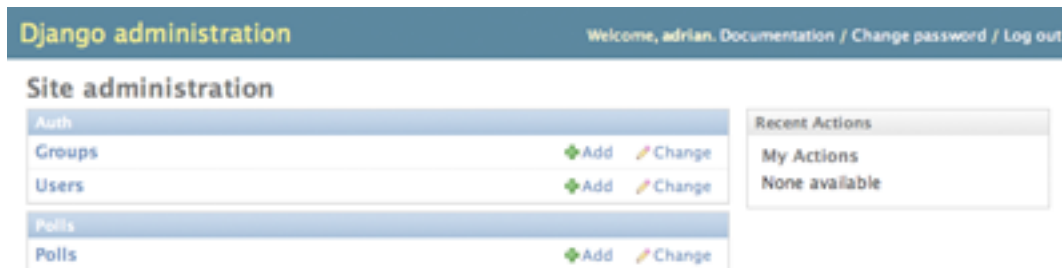 Django administration
Welcome, adrian. Documentation / Change password / Log out
Site administration
Auth
Groups Add Change
Users Add Change
Polls
Polls Add Change
Recent Actions
My Actions
None available